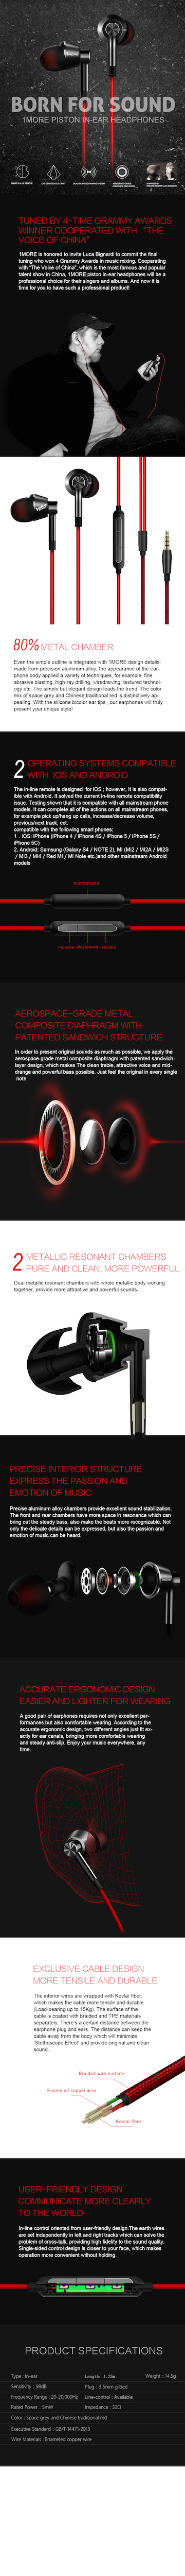 BORN FOR SOUND
1MORE PISTON IN-EAR HEADPHONES
TUNED BY 4-TIME GRAMMY AWARDS
WINNER COOPERATED WITH “THE
VOICE OF CHINA”
1MORE is honored to invite Luca Bignardi to commit the final
tuning who won 4 Grammy Awards in music mixing. Cooperating
with "The Voice of China", which is the most famous and popular
talent show in China, 1MORE piston in-ear headphones will be a
professional choice for their singers and albums. And now it is
time for you to have such a professional product!
80% METAL CHAMBER
Even the simple outline is integrated with 1MORE design details:
made from precision aluminum alloy, the appearance of the ear-
phone body applied a variety of techniques, for example, fine
abrasive blasting, high-ray drilling, wiredrawing, textured technol-
ogy etc. The simple but elegant design leads the trend. The color
mix of space grey and Chinese traditional red is distinctively ap-
pealing. With the silicone color ear tips , our earphones will truly
present your unique style!
2 OPERATING SYSTEMS COMPATIBLE
WITH IOS AND ANDROID
The in-line remote is designed for iOS ; however, it is also compat-
ible with Android. It solved the current in-line remote compatibility
issue. Testing shown that it is compatible with all mainstream phone
models. It can complete all of the actions on all mainstream phones,
for example pick up/hang up calls, increase/decrease volume,
previous/next track, ext.
compatible with the following smart phones:
1 . iOS: iPhone (iPhone 4 / iPhone 4S / iPhone 5 / iPhone 5S /
iPhone 5C)
2. Android: Samsung (Galaxy S4 / NOTE 2), MI (MI2 / MI2A / MI2S
/ MI3 / MI4 / Red MI / MI Note etc.)and other mainstream Android
models
microphone
AEROSPACE-GRADE METAL
COMPOSITE DIAPHRAGM WITH
PATENTED SANDWICH STRUCTURE
In order to present original sounds as much as possible, we apply the
aerospace-grade metal composite diaphragm with patented sandwich-
layer design, which makes The clean treble, attractive voice and mid-
drange and powerful bass possible. Just feel the original in every single
note
2 METALLIC RESONANT CHAMBERS
PURE AND CLEAN, MORE POWERFUL
Dual metallic resonant chambers with whole metallic body working
together, provide more attractive and powerful sounds.
PRECISE INTERIOR STRUCTURE
EXPRESS THE PASSION AND
EMOTION OF MUSIC
Precise aluminum alloy chambers provide excellent sound stabilization.
The front and rear chambers have more space in resonance which can
bring out the steady bass, also make the beats more recognizable. Not
only the delicate details can be expressed, but also the passion and
emotion of music can be heard.
ACCURATE ERGONOMIC DESIGN
EASIER AND LIGHTER FOR WEARING
A good pair of earphones requires not only excellent per-
formances but also comfortable wearing. According to the
accurate ergonomic design, two different angles just fit ex-
actly for ear canals, bringing more comfortable wearing
and steady anti-slip. Enjoy your music everywhere, any
time.
EXCLUSIVE CABLE DESIGN
MORE TENSILE AND DURABLE
The interior wires are wrapped with Kevlar fiber,
which makes the cable more tensile and durable
(Load-bearing up to 15Kg). The surface of the
cable is coated with braided and TPE materials
separately. There's a certain distance between the
earphone plug and ears. The distance can keep the
cable away from the body which will minimize
'Stethoscope Effect' and provide original and clean
sound.
Braided wire surface
Enameled copper wire
Kevlar fiber
USER-FRIENDLY DESIGN
COMMUNICATE MORE CLEARLY
TO THE WORLD
In-line control oriented from user-friendly design.The earth wires
are set independently in left and right tracks which can solve the
problem of cross-talk, providing high fidelity to the sound quality.
Single-sided control design is closer to your face, which makes
operation more convenient without holding.
PRODUCT SPECIFICATIONS
Type : In-ear Length: 1.25m Weight : 14.5g
Sensitivity : 98dB Plug : 3.5mm gilded
Frequency Range : 20-20,000Hz Line-control : Available
Rated Power : 5mW Impedance : 32Ω
Color : Space grey and Chinese traditional red
Executive Standard : GB/T 14471-2013
Wire Materials : Enameled copper wire